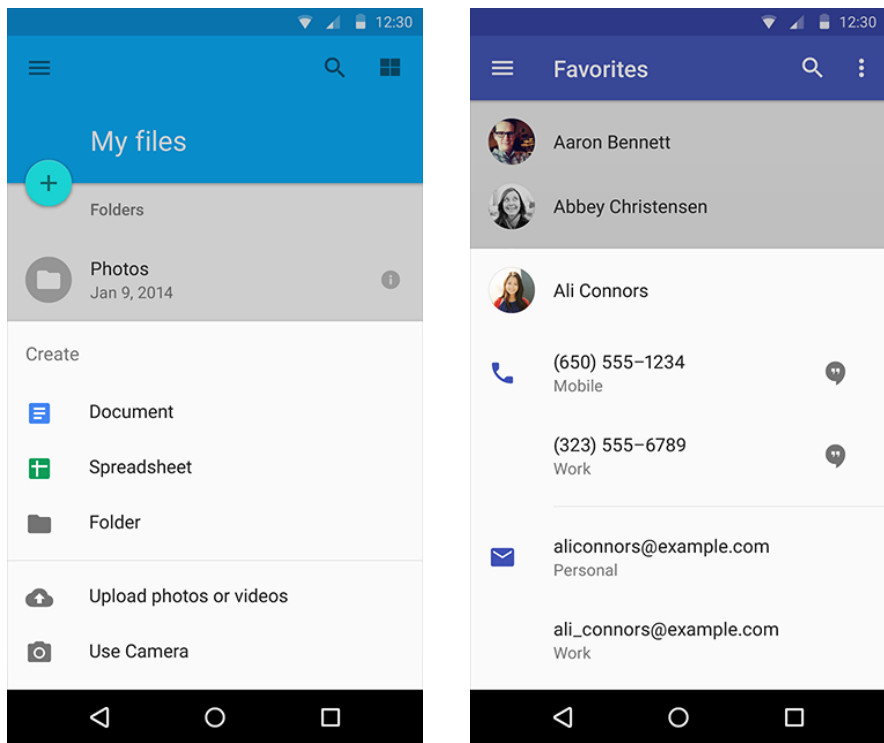 12:30
My files
Folders
Photos
Jan 9, 2014
Create
Document
Spreadsheet
Folder
Upload photos or videos
Use Camera
12:30
Favorites
Aaron Bennett
Abbey Christensen
Ali Connors
(650) 555–1234
Mobile
(323) 555–6789
Work
aliconnors@example.com
Personal
ali_connors@example.com
Work